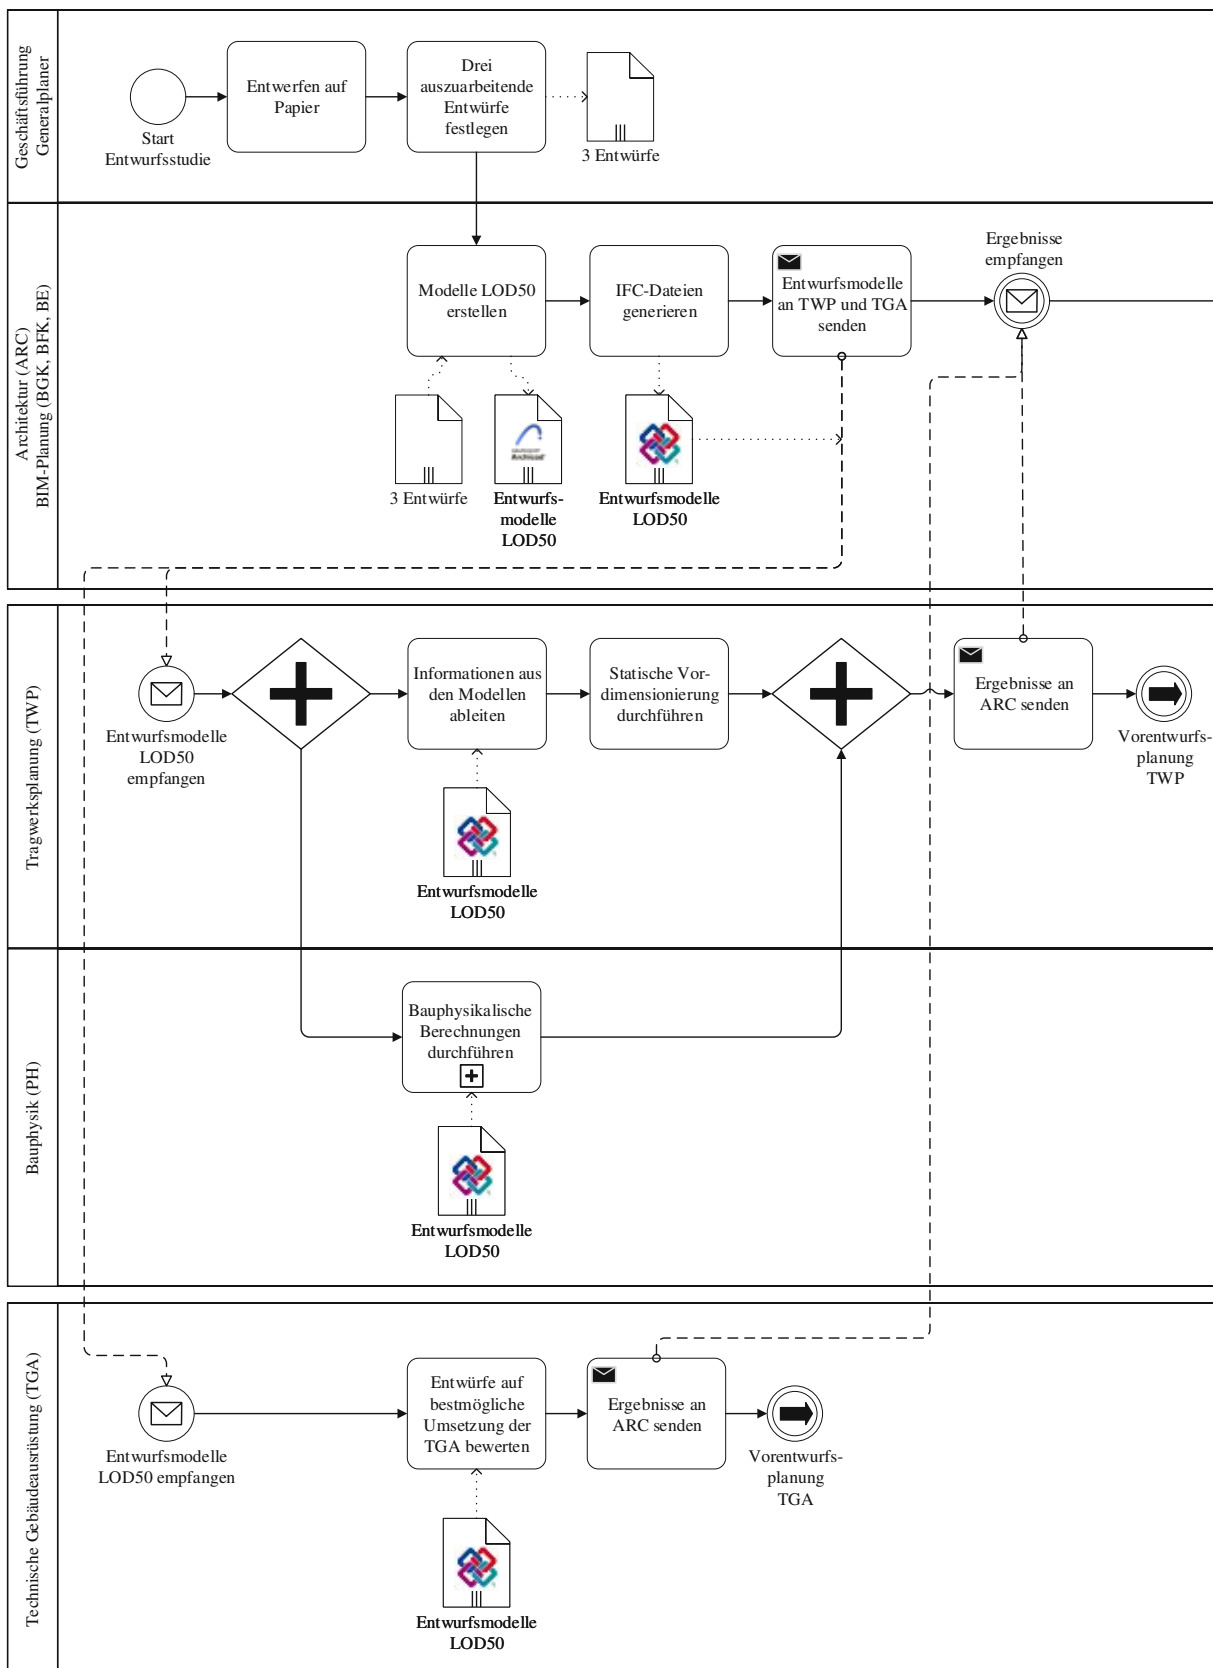 Geschäftsführung
Generalplaner
Start
Entwurfsstudie
Entwerfen auf
Papier
Drei
auszuarbeitende
Entwürfe
festlegen
3 Entwürfe
Architektur (ARC)
BIM-Planung (BGK, BFK, BE)
Modelle LOD50
erstellen
IFC-Dateien
generieren
Entwurfsmodelle
an TWP und TGA
senden
Ergebnisse
empfangen
3 Entwürfe
Archicad
Entwurfs-
modelle
LOD50
Entwurfsmodelle
LOD50
Tragwerksplanung (TWP)
Entwurfsmodelle
LOD50
empfangen
Informationen aus
den Modellen
ableiten
Statische Vor-
dimensionierung
durchführen
Ergebnisse an
ARC senden
Vorentwurfs-
planung
TWP
Entwurfsmodelle
LOD50
Bauphysik (PH)
Bauphysikalische
Berechnungen
durchführen
Entwurfsmodelle
LOD50
Technische Gebäudeausrüstung (TGA)
Entwurfsmodelle
LOD50 empfangen
Entwürfe auf
bestmögliche
Umsetzung der
TGA bewerten
Ergebnisse an
ARC senden
Vorentwurfs-
planung
TGA
Entwurfsmodelle
LOD50